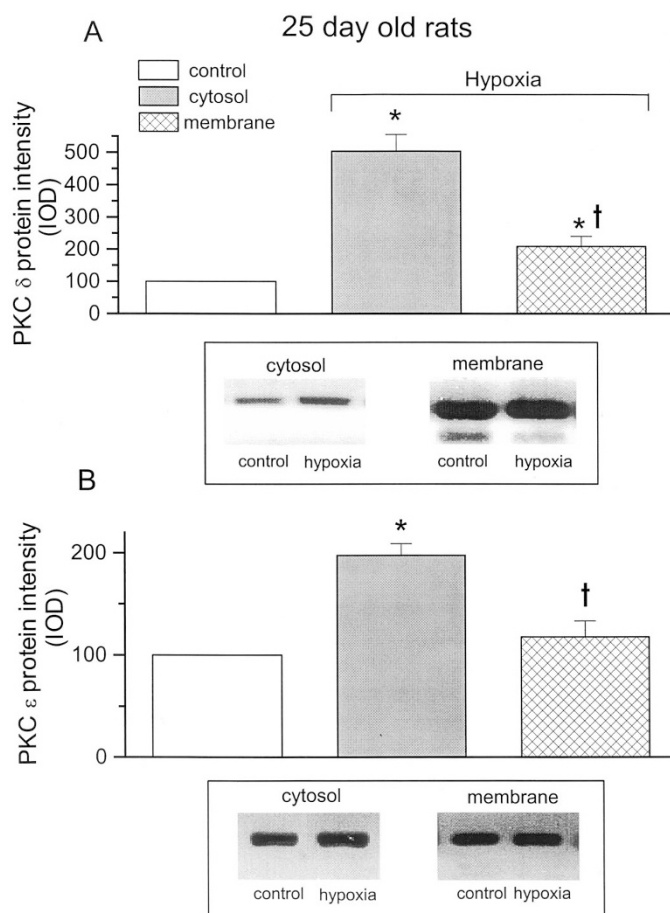 A
25 day old rats
control
cytosol
membrane
Hypoxia
PKC δ protein intensity
(IOD)
500
400
300
200
100
0
*
* †
cytosol membrane
control hypoxia control hypoxia
B
PKC ε protein intensity
(IOD)
200
100
0
*
†
cytosol membrane
control hypoxia control hypoxia